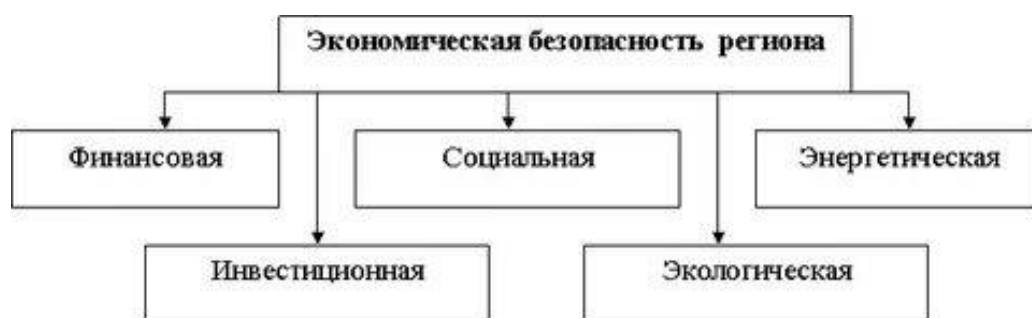 Экономическая безопасность региона
Финансовая
Социальная
Энергетическая
Инвестиционная
Экологическая